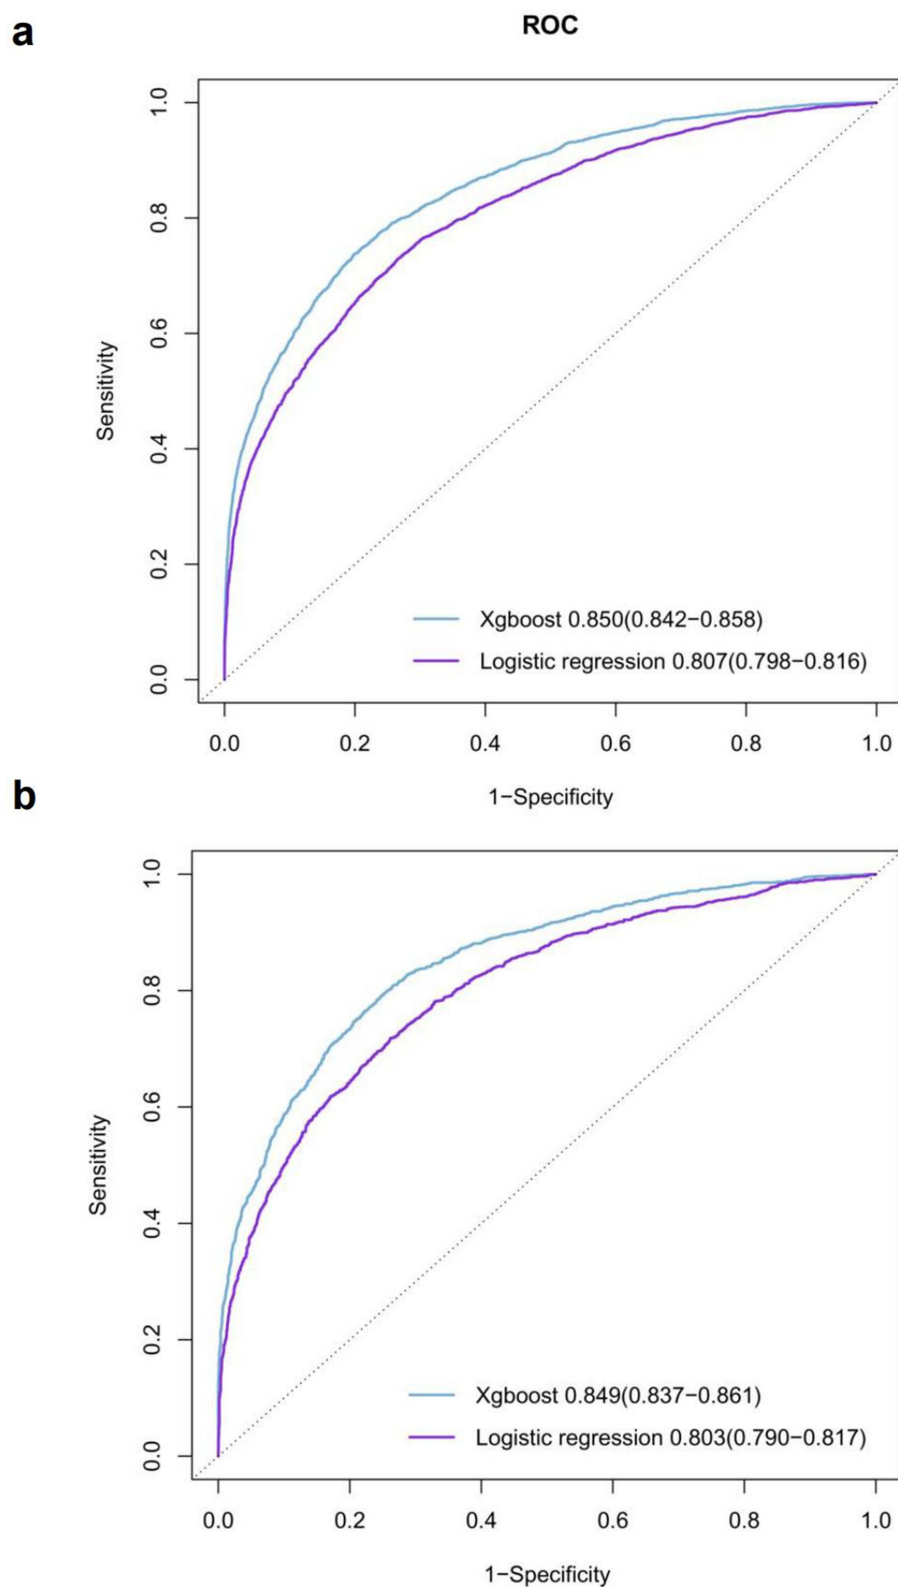 a
ROC
1.0
0.8
0.6
0.4
0.2
0.0
Sensitivity
Xgboost 0.850(0.842−0.858)
Logistic regression 0.807(0.798−0.816)
0.0 0.2 0.4 0.6 0.8 1.0
1−Specificity
b
1.0
0.8
0.6
0.4
0.2
0.0
Sensitivity
Xgboost 0.849(0.837−0.861)
Logistic regression 0.803(0.790−0.817)
0.0 0.2 0.4 0.6 0.8 1.0
1−Specificity